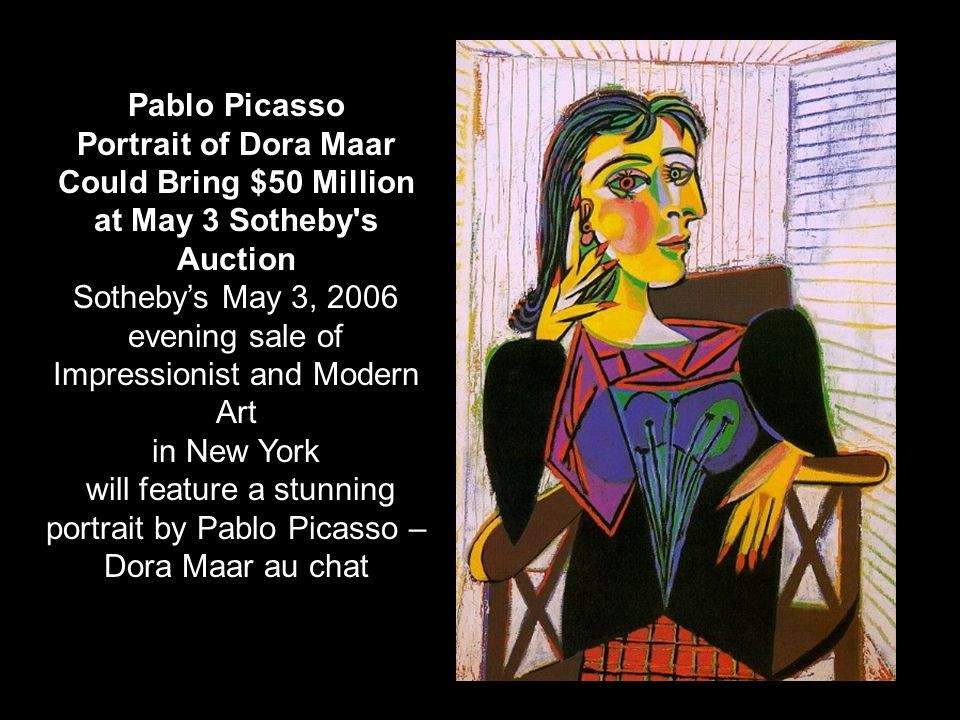 Pablo Picasso
Portrait of Dora Maar
Could Bring $50 Million
at May 3 Sotheby's
Auction
Sotheby’s May 3, 2006
evening sale of
Impressionist and Modern
Art
in New York
will feature a stunning
portrait by Pablo Picasso –
Dora Maar au chat